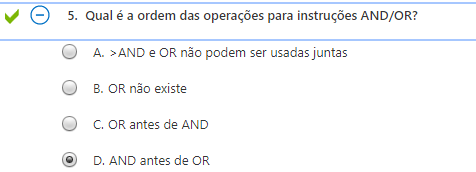 5. Qual é a ordem das operações para instruções AND/OR?
A. >AND e OR não podem ser usadas juntas
B. OR não existe
C. OR antes de AND
D. AND antes de OR